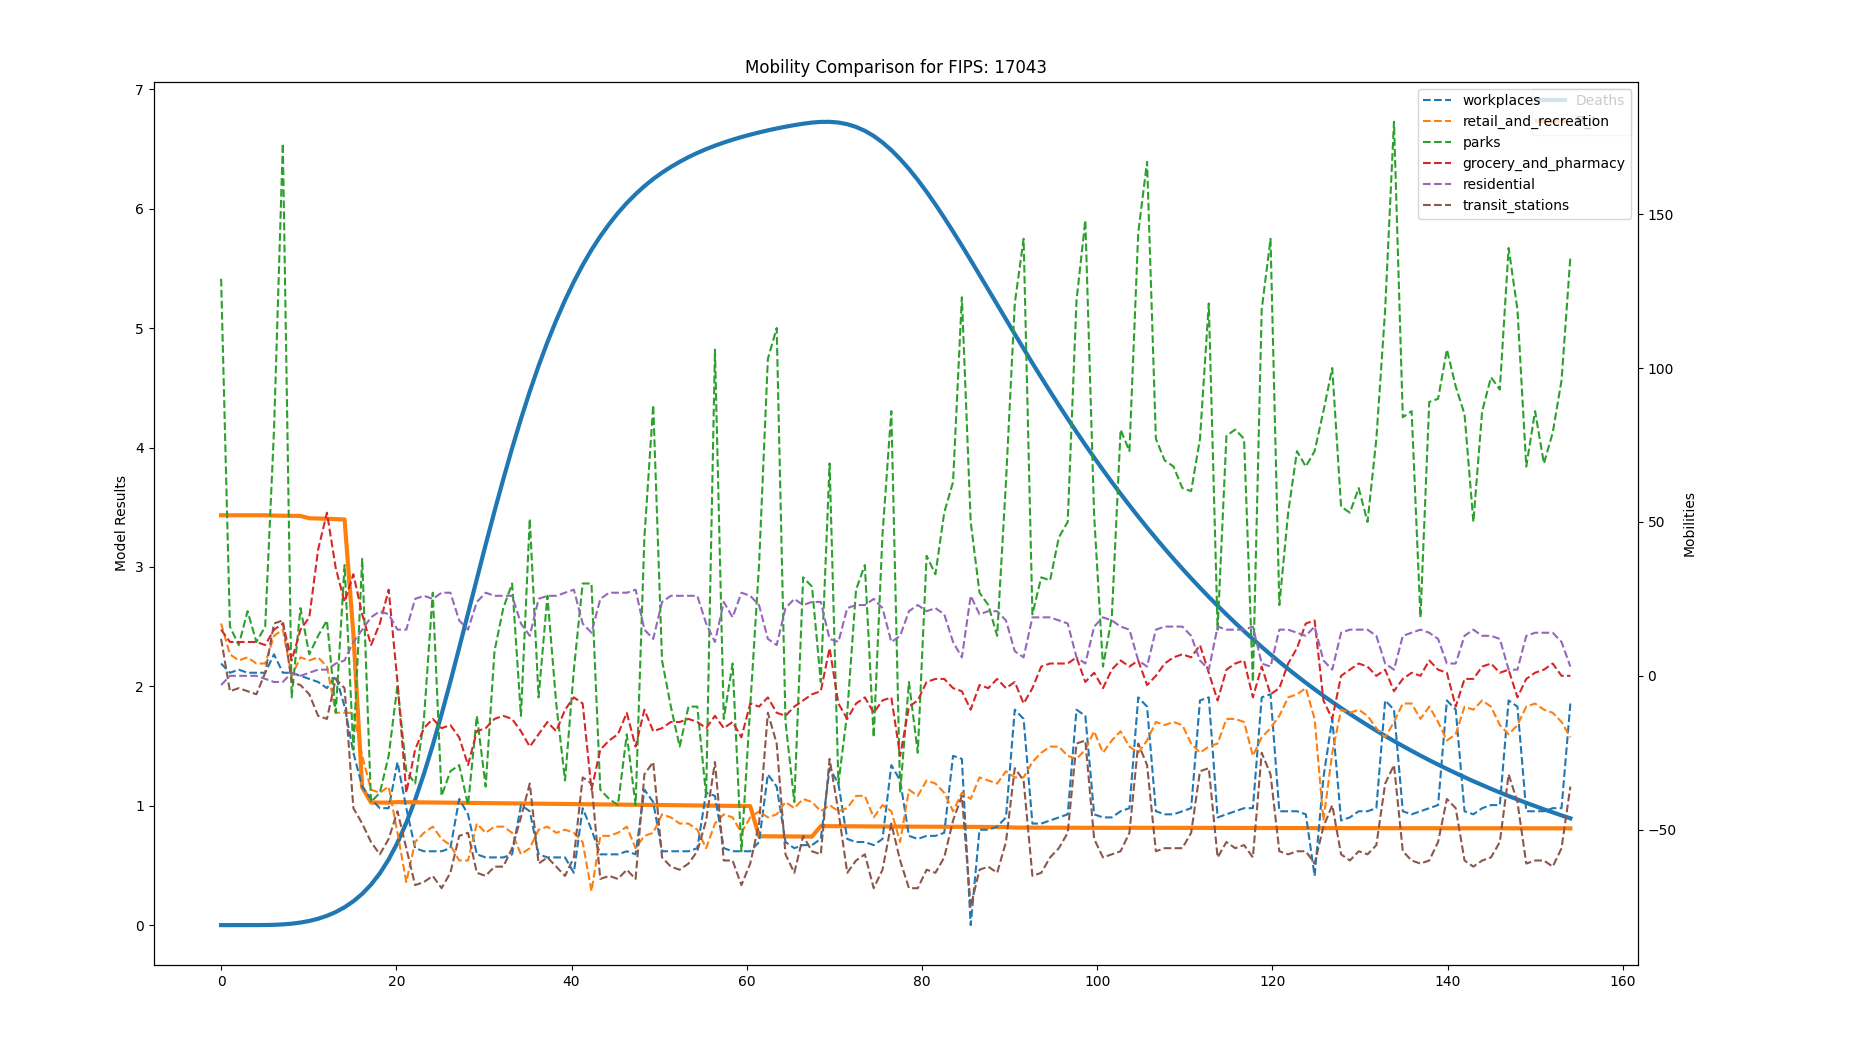 Mobility Comparison for FIPS: 17043
7
6
5
4
3
2
1
0
Model Results
workplaces
Deaths
retail_and_recreation
parks
grocery_and_pharmacy
residential
transit_stations
150
100
50
0
−50
Mobilities
0
20
40
60
80
100
120
140
160